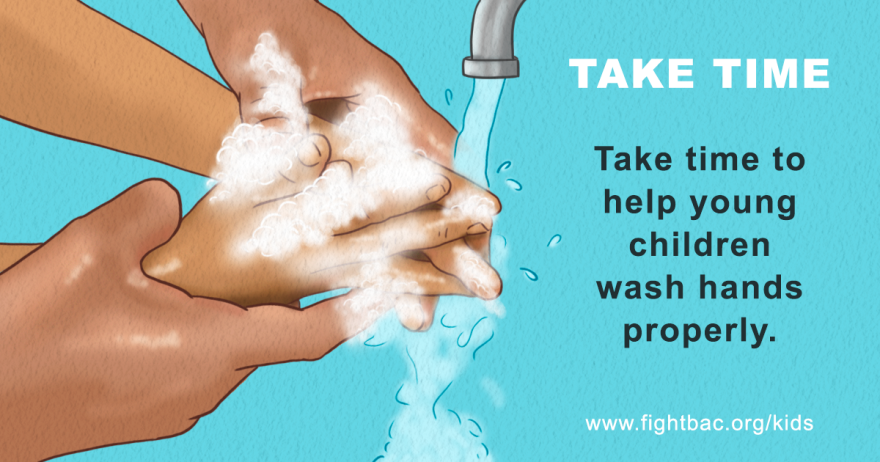 TAKE TIME
Take time to
help young
children
wash hands
properly.
www.fightbac.org/kids